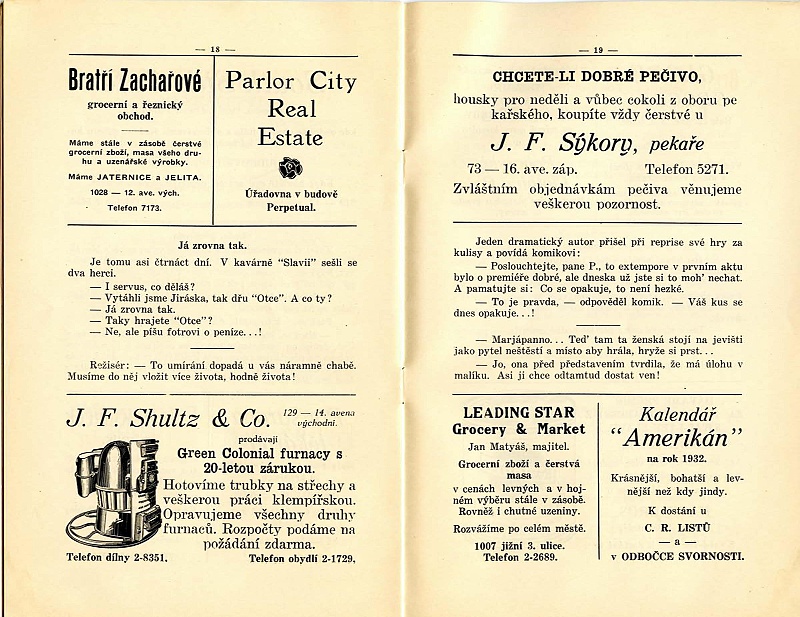 — 18 —
Bratří Zachařové
grocerní a řeznický
obchod.
Máme stále v zásobě čerstvé
grocerní zboží, masa všeho dru-
hu a uzenářské výrobky.
Máme JATERNICE a JELITA.
1028 — 12. ave. vých.
Telefon 7173.
Parlor City
Real
Estate
Úřadovna v budově
Perpetual.
Já zrovna tak.
Je tomu asi čtrnáct dní. V kavárně “Slavii” sešli se
dva herci.
— I servus, co děláš?
— Vytáhli jsme Jiráska, tak dřu “Otce”. A co ty?
— Já zrovna tak.
— Taky hrajete “Otce”?
— Ne, ale píšu fotrovi o peníze...!
Režisér: — To umírání dopadá u vás náramně chabě.
Musíme do něj vložit více života, hodně života!
J. F. Shultz & Co.
129 — 14. avena
východní.
prodávají
Green Colonial furnacy s
20-letou zárukou.
Hotovíme trubky na střechy a
veškerou práci klempířskou.
Opravujeme všechny druhy
furnaců. Rozpočty podáme na
požádání zdarma.
Telefon dílny 2-8351.
Telefon obydlí 2-1729.
— 19 —
CHCETE-LI DOBRÉ PEČIVO,
housky pro neděli a vůbec cokoli z oboru pe
kařského, koupíte vždy čerstvé u
J. F. Sýkory, pekaře
73 — 16. ave. záp.
Telefon 5271.
Zvláštním objednávkám pečiva věnujeme
veškerou pozornost.
Jeden dramatický autor přišel při reprise své hry za
kulisy a povídá komikovi:
— Poslouchtejte, pane P., to extempore v prvním aktu
bylo o premiéře dobré, ale dneska už jste si to moh’ nechat.
A pamatujte si: Co se opakuje, to není hezké.
— To je pravda, — odpověděl komik. — Váš kus se
dnes opakuje...!
— Marjápanno... Teď’ tam ta ženská stojí na jevišti
jako pytel neštěstí a místo aby hrála, hryže si prst...
— Jo, ona před představením tvrdila, že má úlohu v
malíku. Asi jí chce odtamtud dostat ven!
LEADING STAR
Grocery & Market
Jan Matyáš, majitel.
Grocerní zboží a čerstvá
masa
v cenách levných a v hoj-
ném výběru stále v zásobě.
Rovněž i chutné uzeniny.
Rozvážíme po celém městě.
1007 jižní 3. ulice.
Telefon 2-2689.
Kalendář
“Amerikán”
na rok 1932.
Krásnější, bohatší a lev-
nější než kdy jindy.
K dostání u
C. R. LISTŮ
— a —
v ODBOČCE SVORNOSTI.